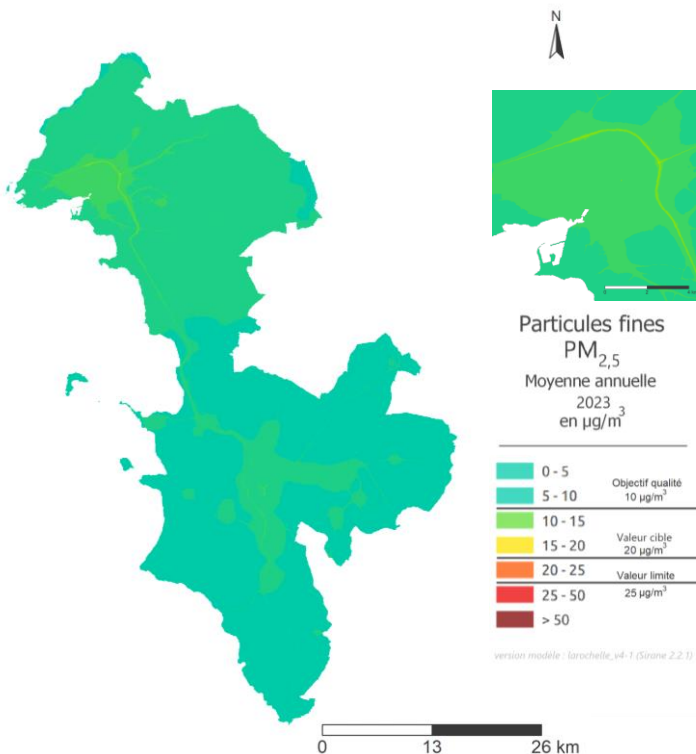 N
Particules fines
PM2,5
Moyenne annuelle
2023
en µg/m³
0 - 5
Objectif qualité
5 - 10
10 µg/m³
10 - 15
Valeur cible
15 - 20
20 µg/m³
20 - 25
Valeur limite
25 - 50
25 µg/m³
> 50
version modèle : larochelle_v4-1 (Sirane 2.2.1)
0 13 26 km